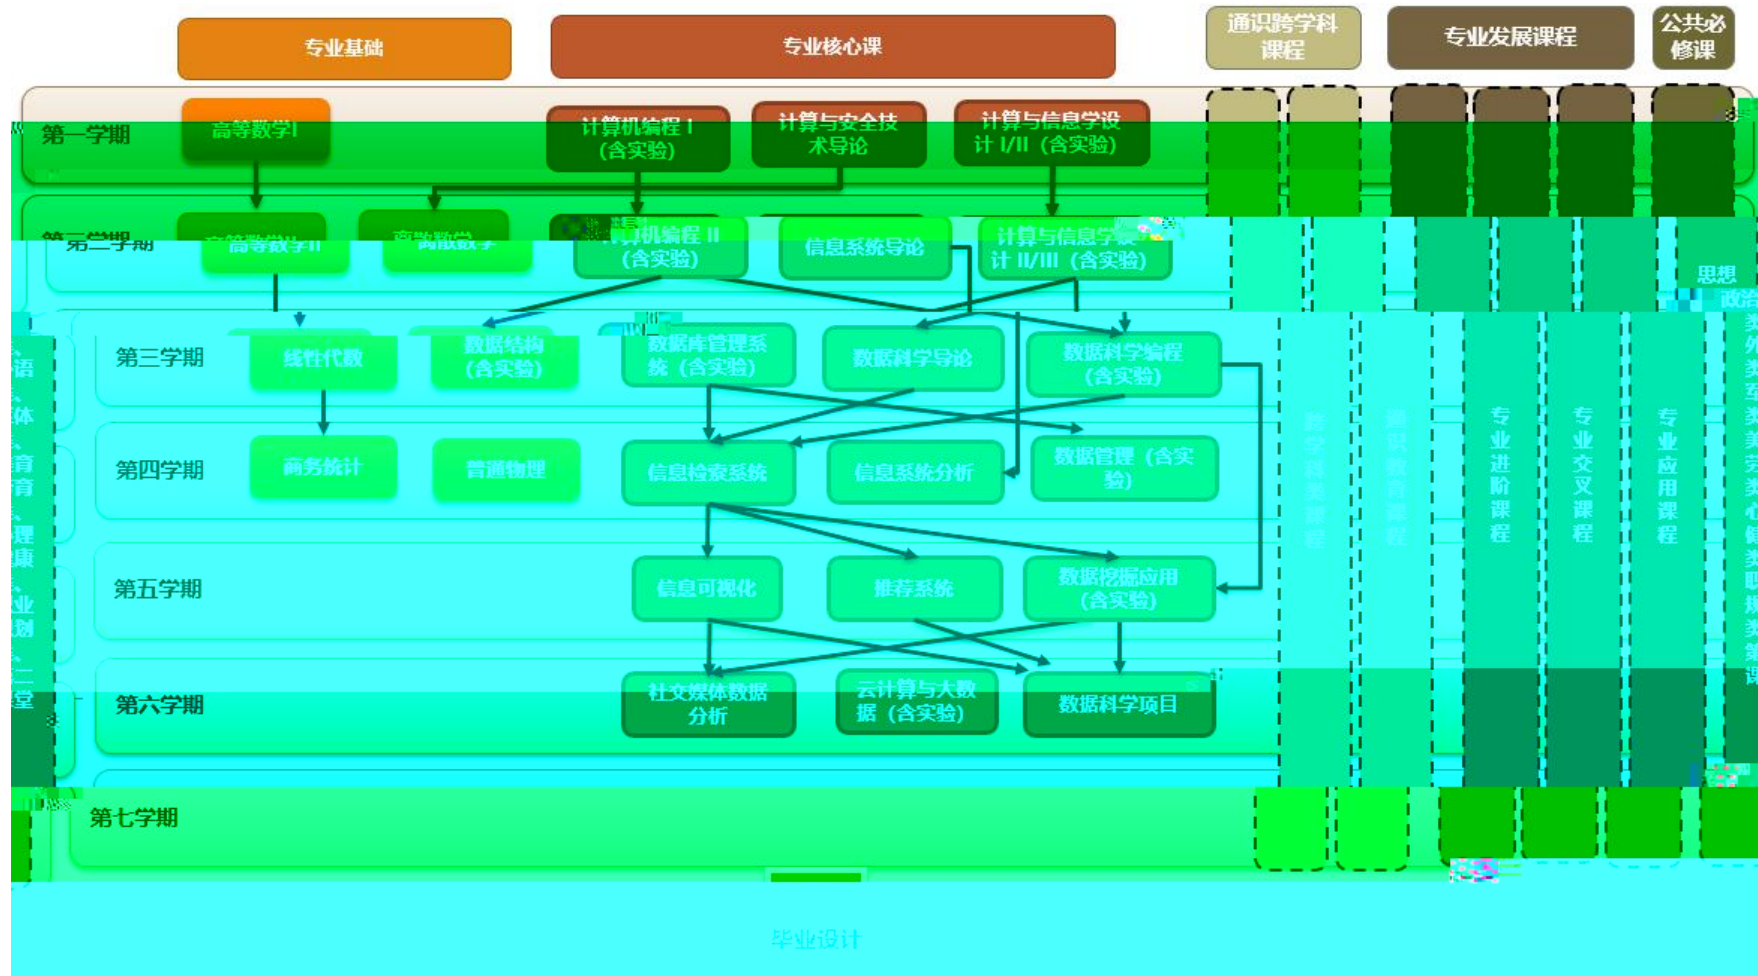 专业基础
专业核心课
通识跨学科
课程
专业发展课程
公共必
修课
第一学期
高等数学I
计算机编程 I
(含实验)
计算与安全技
术导论
计算与信息学设
计 I/II（含实验）
第二学期
高等数学II
离散数学
计算机编程 II
(含实验)
信息系统导论
计算与信息学设
计 II/III（含实验）
思想
政治
第三学期
线性代数
数据结构
(含实验)
数据库管理系
统（含实验）
数据科学导论
数据科学编程
(含实验)
第四学期
商务统计
普通物理
信息检索系统
信息系统分析
数据管理（含实
验）
跨学科类课程
通识教育课程
专业进阶课程
专业交叉课程
专业应用课程
第五学期
信息可视化
推荐系统
数据挖掘应用
(含实验)
第六学期
社交媒体数据
分析
云计算与大数
据（含实验）
数据科学项目
第七学期
毕业设计